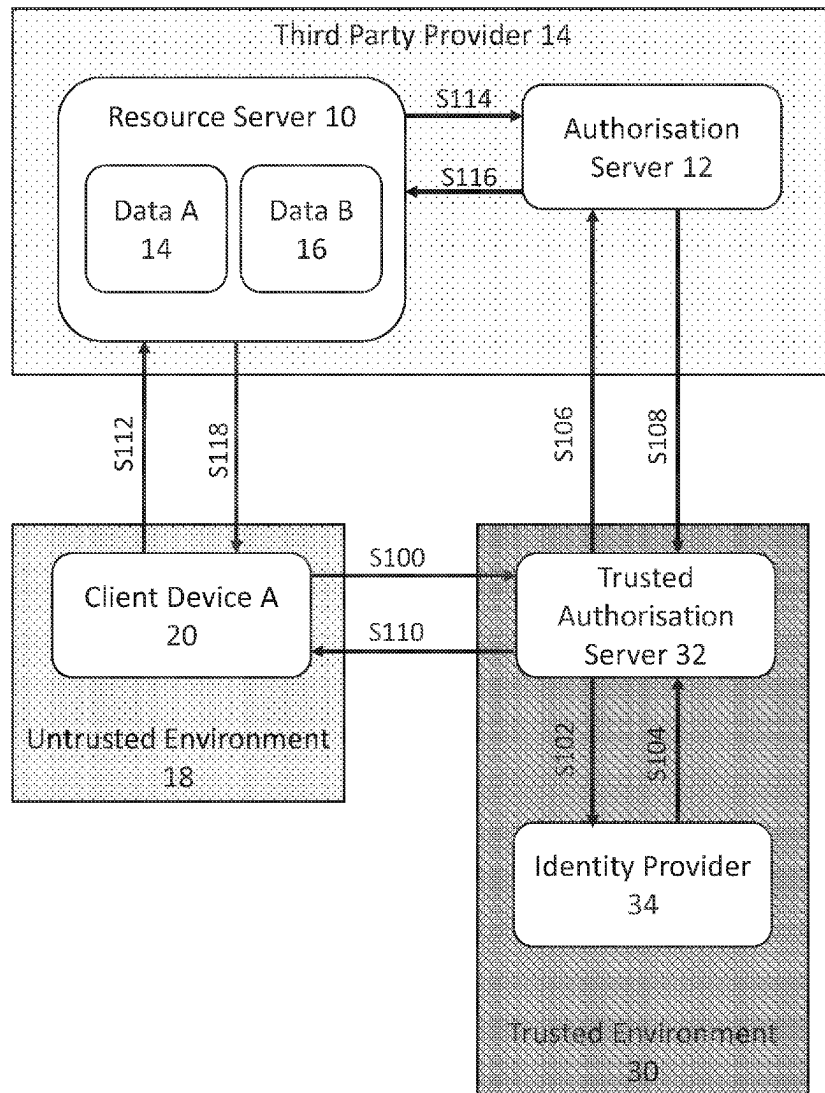 Third Party Provider 14
Resource Server 10
Data A
14
Data B
16
S114
S116
Authorisation
Server 12
S112
S118
S106
S108
Client Device A
20
Untrusted Environment
18
S100
S110
Trusted
Authorisation
Server 32
S102
S104
Identity Provider
34
Trusted Environment
30